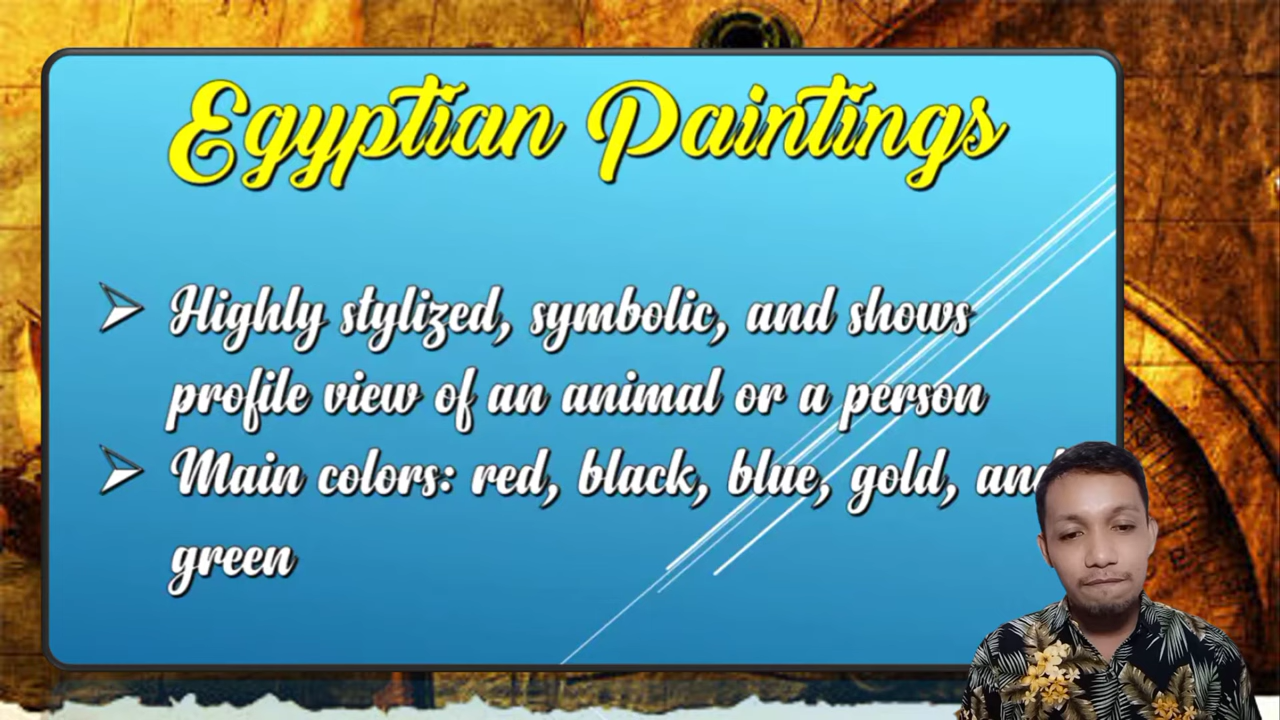 Egyptian Paintings
Highly stylized, symbolic, and shows
profile view of an animal or a person
Main colors: red, black, blue, gold, and
green